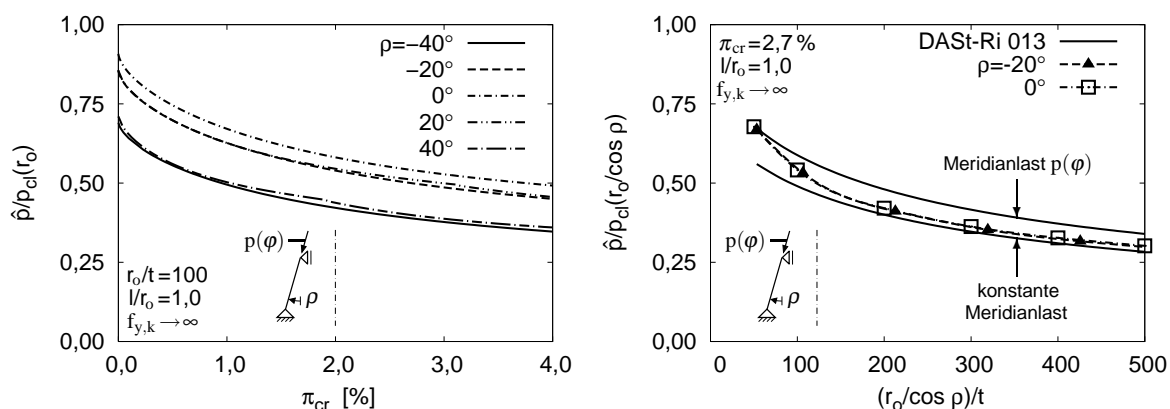 1,00
0,75
0,50
0,25
0,00
p̂/p_cl(r_o)
ρ=−40°
−20°
0°
20°
40°
p(φ)
ρ
r_o/t=100
l/r_o=1,0
f_y,k→∞
0,0 1,0 2,0 3,0 4,0
π_cr [%]
1,00
0,75
0,50
0,25
0,00
p̂/p_cl(r_o/cos ρ)
π_cr=2,7%
l/r_o=1,0
f_y,k→∞
DASt-Ri 013
ρ=-20°
0°
Meridianlast p(φ)
p(φ)
ρ
konstante
Meridianlast
0 100 200 300 400 500
(r_o/cos ρ)/t